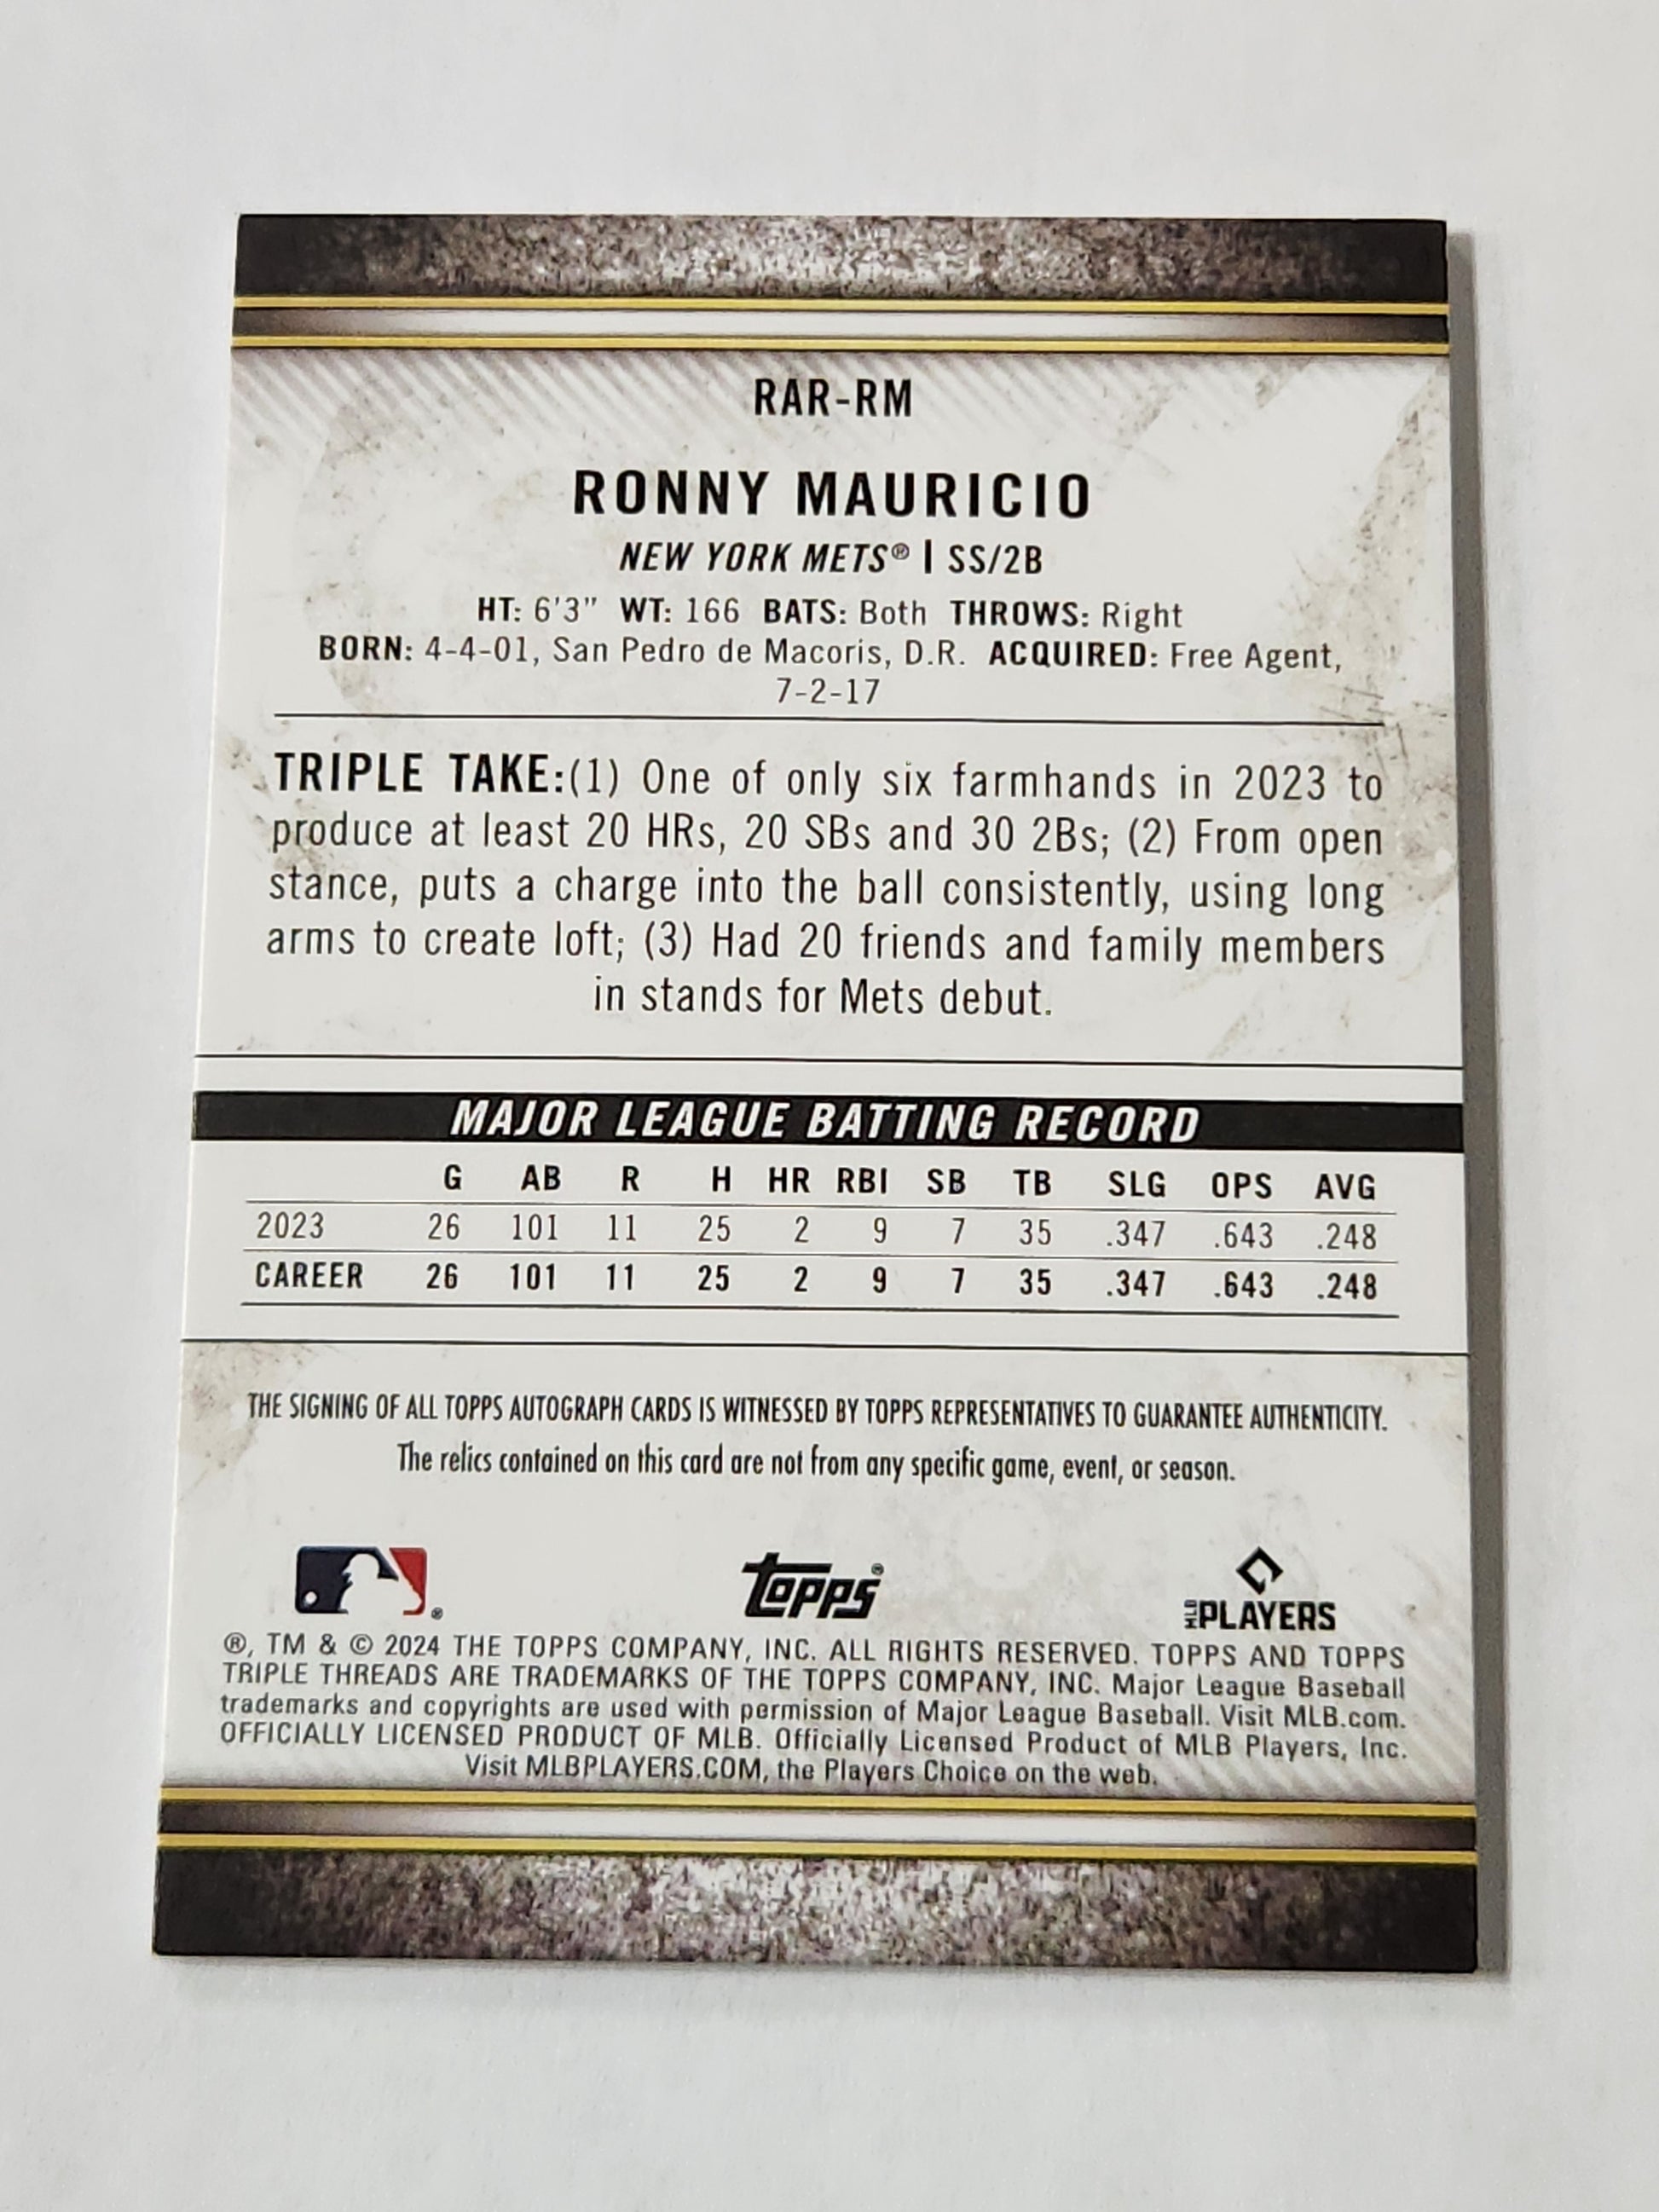 RAR-RM
RONNY MAURICIO
NEW YORK METS® | SS/2B
HT: 6'3" WT: 166 BATS: Both THROWS: Right
BORN: 4-4-01, San Pedro de Macoris, D.R. ACQUIRED: Free Agent,
7-2-17
TRIPLE TAKE:(1) One of only six farmhands in 2023 to
produce at least 20 HRs, 20 SBs and 30 2Bs; (2) From open
stance, puts a charge into the ball consistently, using long
arms to create loft; (3) Had 20 friends and family members
in stands for Mets debut.
MAJOR LEAGUE BATTING RECORD
G AB R H HR RBI SB TB SLG OPS AVG
2023 26 101 11 25 2 9 7 35 .347 .643 .248
CAREER 26 101 11 25 2 9 7 35 .347 .643 .248
THE SIGNING OF ALL TOPPS AUTOGRAPH CARDS IS WITNESSED BY TOPPS REPRESENTATIVES TO GUARANTEE AUTHENTICITY.
The relics contained on this card are not from any specific game, event, or season.
® topps® MLB PLAYERS
®, TM & © 2024 THE TOPPS COMPANY, INC. ALL RIGHTS RESERVED. TOPPS AND TOPPS
TRIPLE THREADS ARE TRADEMARKS OF THE TOPPS COMPANY, INC. Major League Baseball
trademarks and copyrights are used with permission of Major League Baseball. Visit MLB.com.
OFFICIALLY LICENSED PRODUCT OF MLB. Officially Licensed Product of MLB Players, Inc.
Visit MLBPLAYERS.COM, the Players Choice on the web.